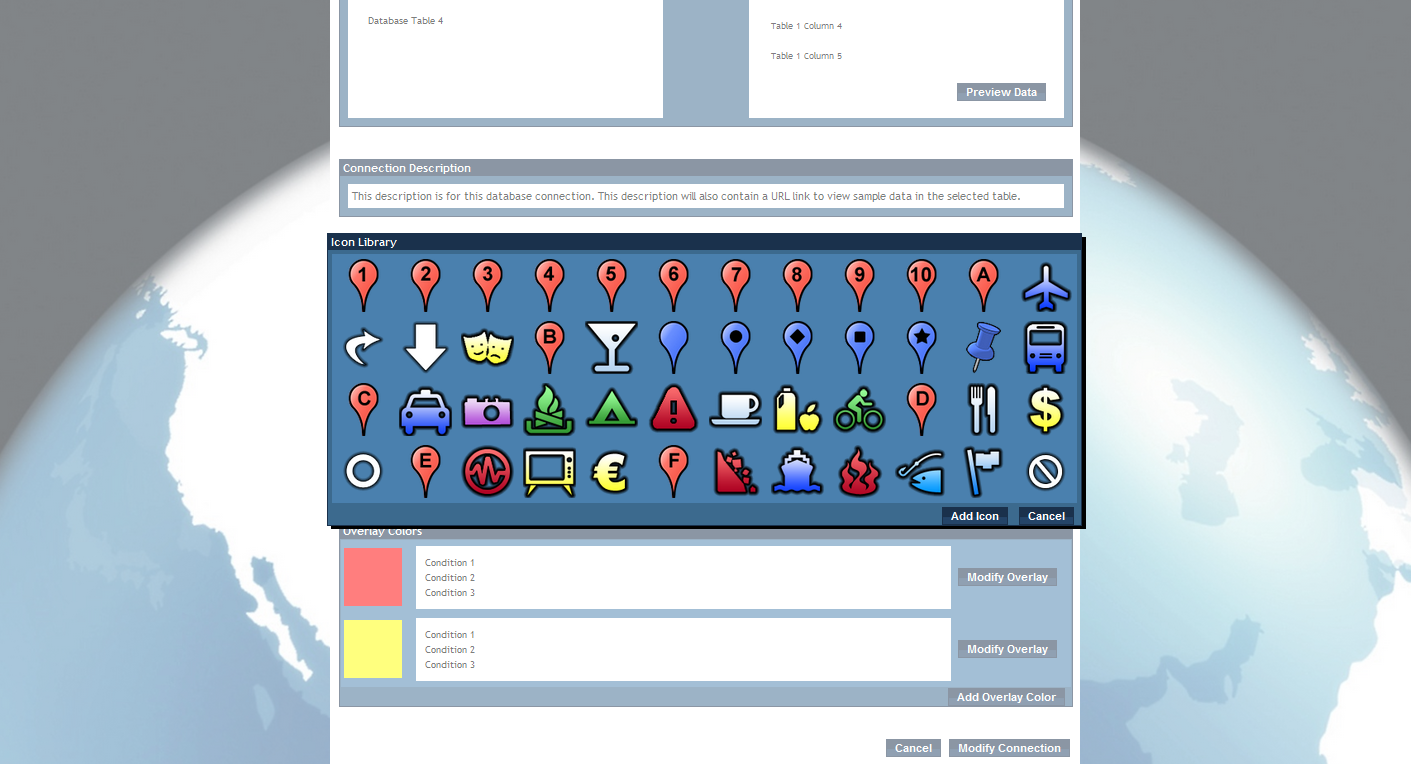 Database Table 4
Table 1 Column 4
Table 1 Column 5
Preview Data
Connection Description
This description is for this database connection. This description will also contain a URL link to view sample data in the selected table.
Icon Library
1 2 3 4 5 6 7 8 9 10 A
B
C ! D $
E € F
Add Icon Cancel
Overlay Colors
Condition 1
Condition 2
Condition 3
Modify Overlay
Condition 1
Condition 2
Condition 3
Modify Overlay
Add Overlay Color
Cancel Modify Connection